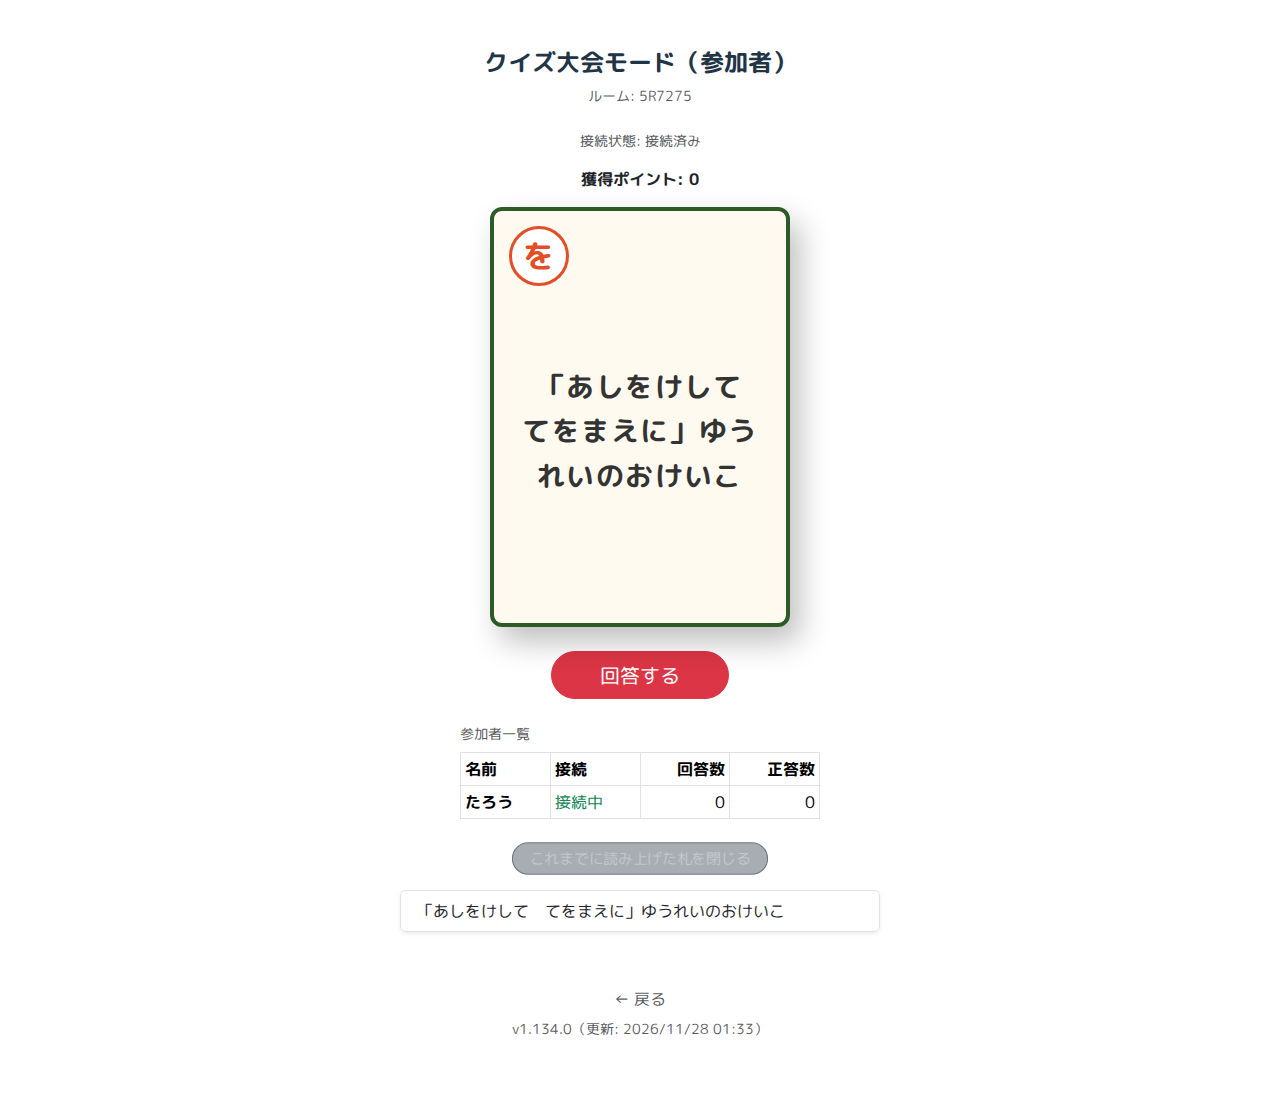 クイズ大会モード（参加者）
ルーム: 5R7275
接続状態: 接続済み
獲得ポイント: 0
を
「あしをけして
てをまえに」ゆう
れいのおけいこ
回答する
参加者一覧
名前 接続 回答数 正答数
たろう 接続中 0 0
これまでに読み上げた札を閉じる
「あしをけして　てをまえに」ゆうれいのおけいこ
← 戻る
v1.134.0（更新: 2026/11/28 01:33）